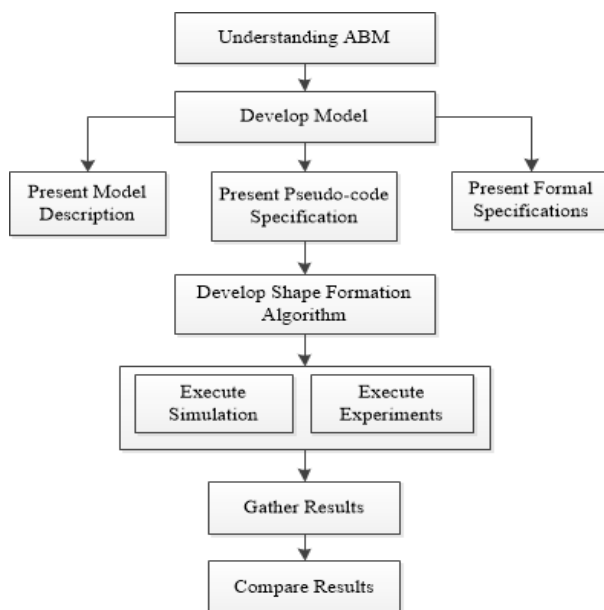 Understanding ABM
Develop Model
Present Model
Description
Present Pseudo-code
Specification
Present Formal
Specifications
Develop Shape Formation
Algorithm
Execute
Simulation
Execute
Experiments
Gather Results
Compare Results